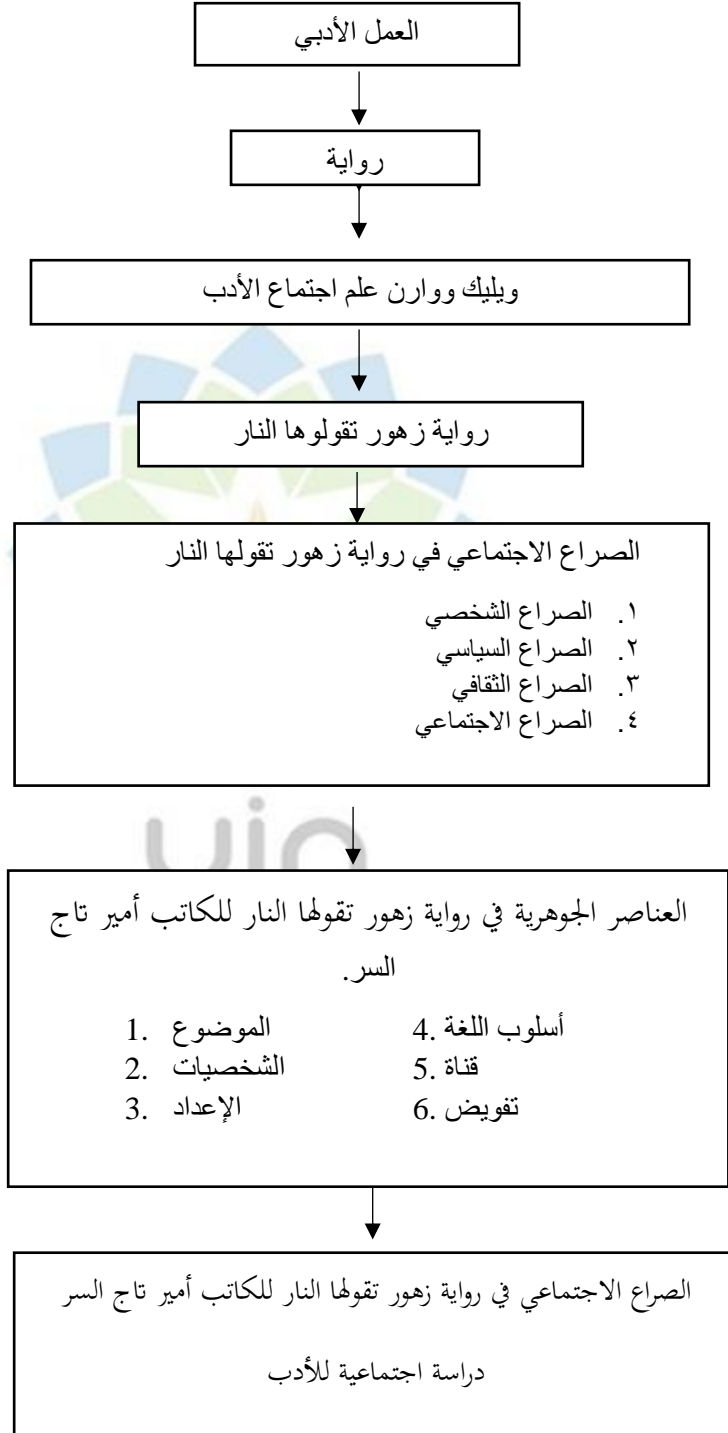 العمل الأدبي
رواية
ويليك ووارن علم اجتماع الأدب
رواية زهور تقولوها النار
الصراع الاجتماعي في رواية زهور تقولها النار
١. الصراع الشخصي
٢. الصراع السياسي
٣. الصراع الثقافي
٤. الصراع الاجتماعي
uin
العناصر الجوهرية في رواية زهور تقولها النار للكاتب أمير تاج
السر.
1. الموضوع
2. الشخصيات
3. الإعداد
4. أسلوب اللغة
5. قناة
6. تفويض
الصراع الاجتماعي في رواية زهور تقولها النار للكاتب أمير تاج السر
دراسة اجتماعية للأدب